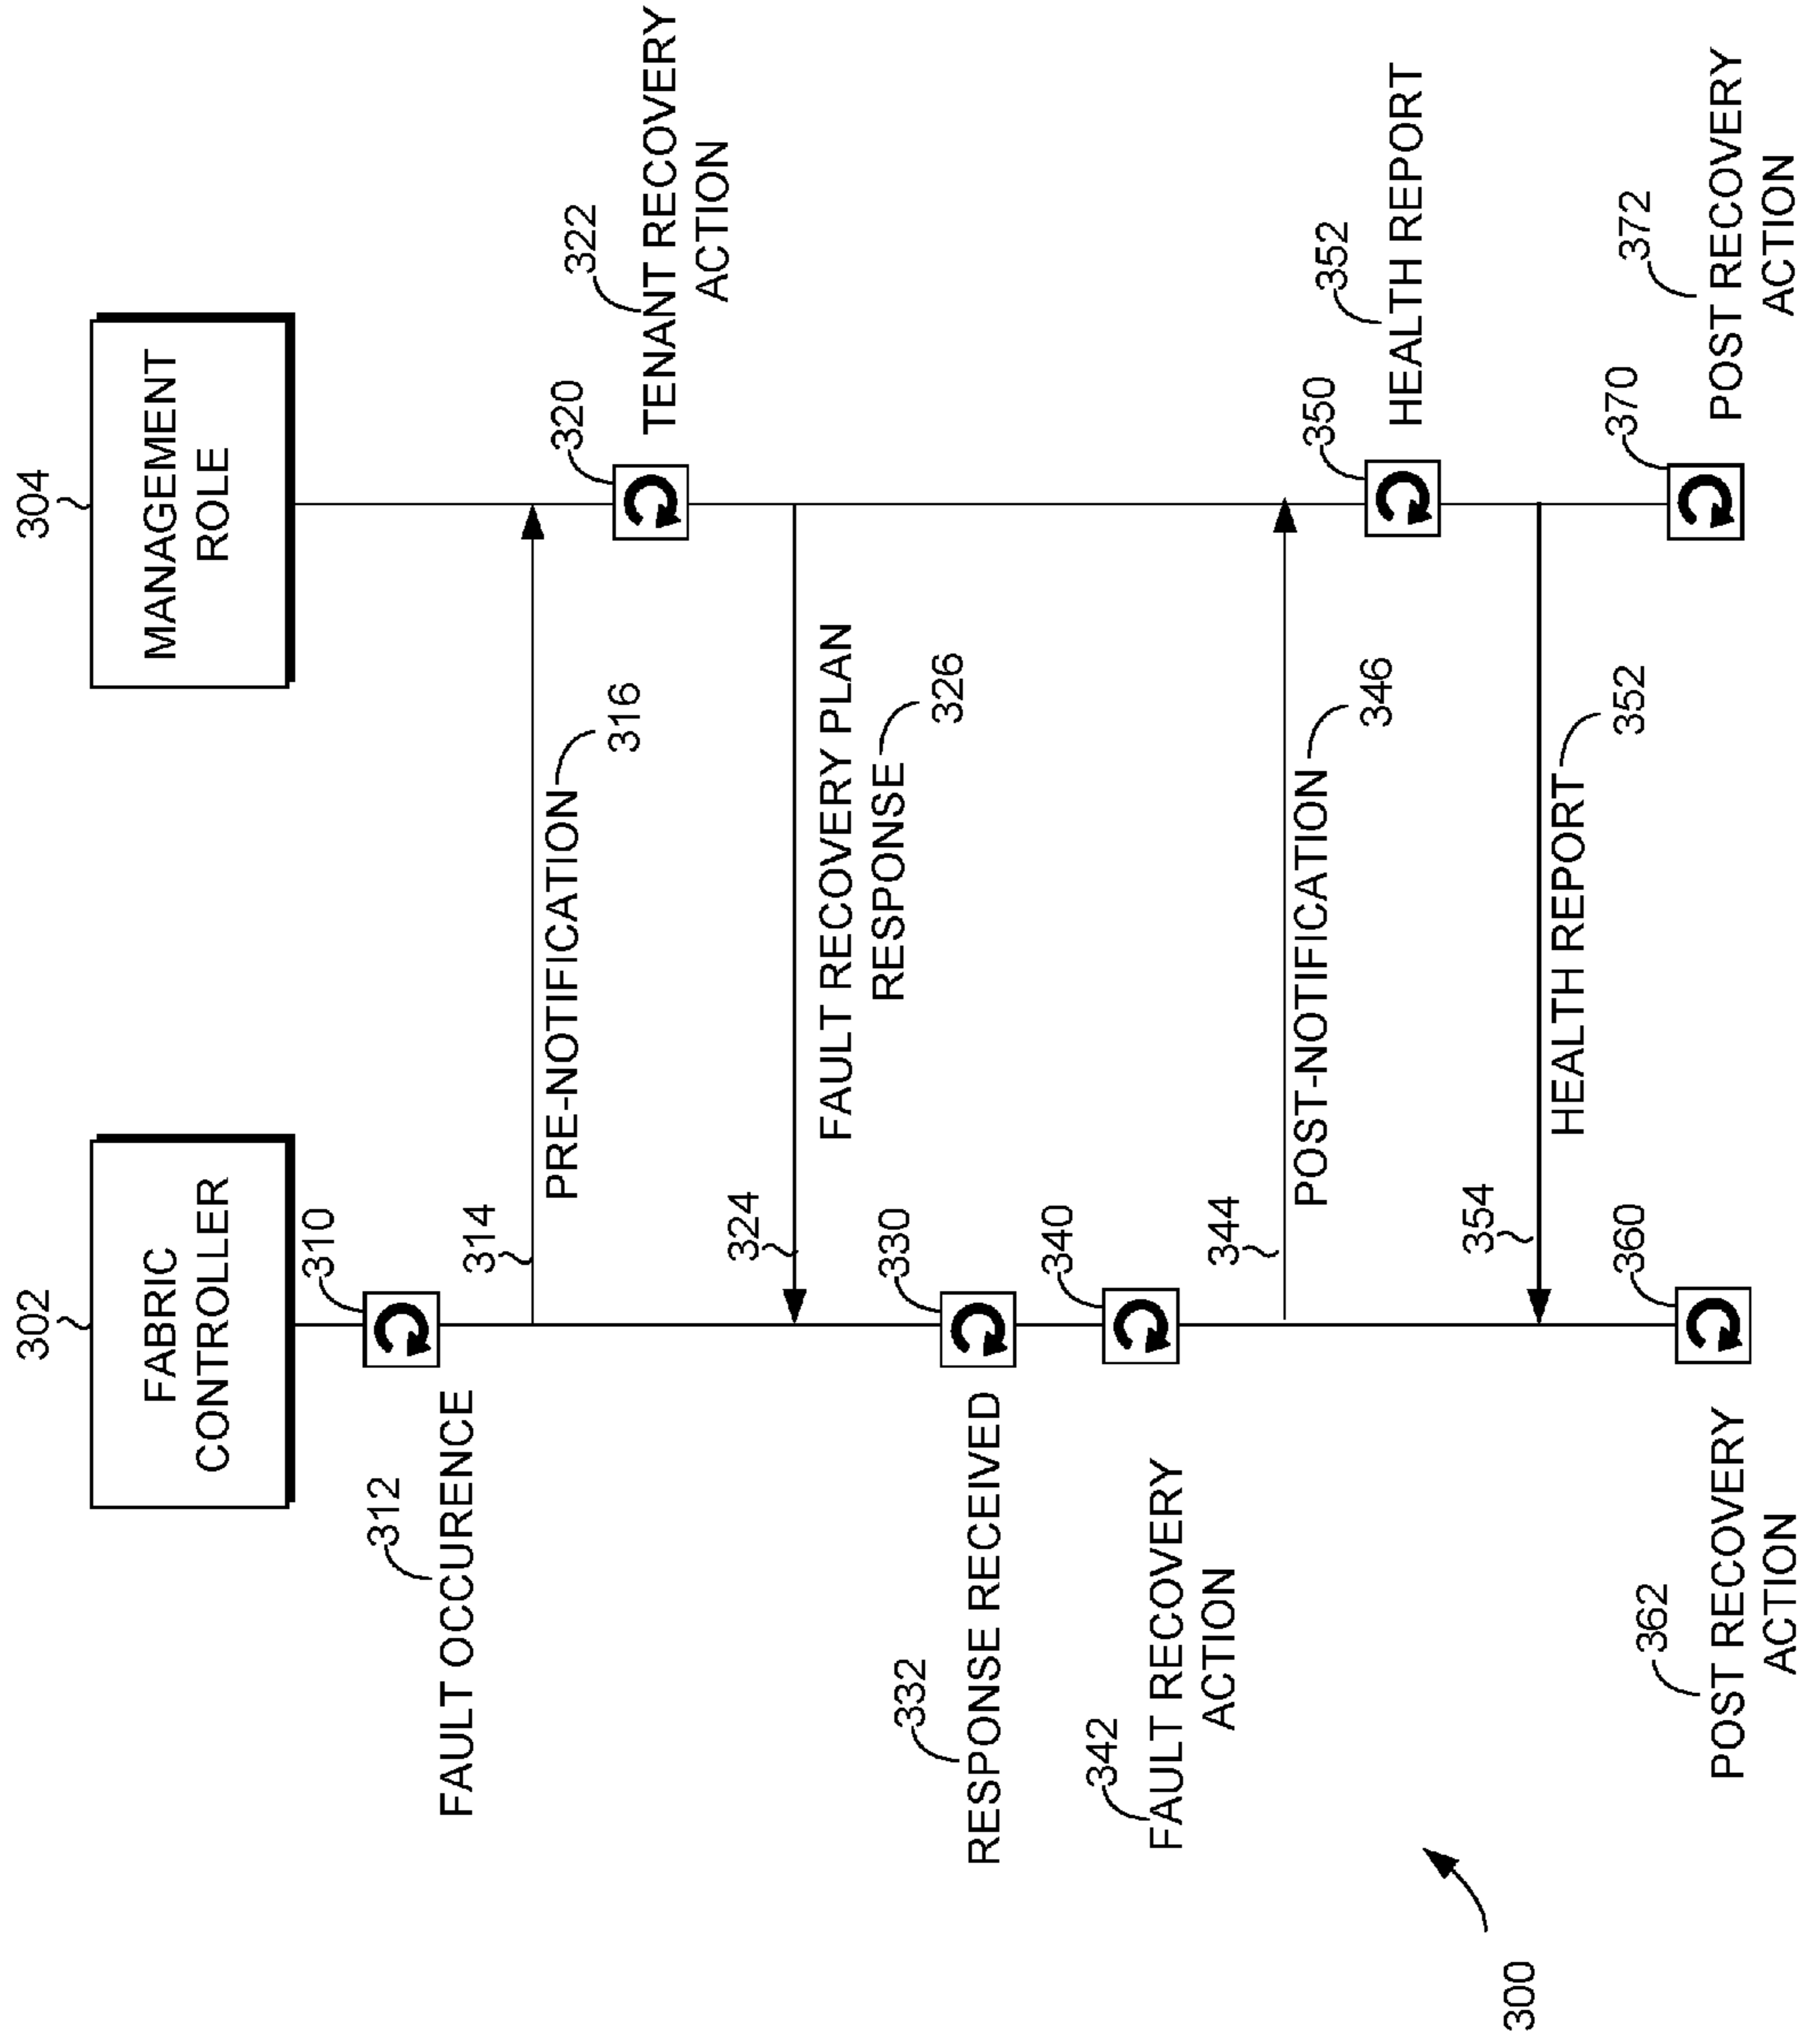 302
FABRIC
CONTROLLER
304
MANAGEMENT
ROLE
310
312
FAULT OCCURENCE
314
PRE-NOTIFICATION
316
320
322
TENANT RECOVERY
ACTION
324
FAULT RECOVERY PLAN
RESPONSE
326
330
332
RESPONSE RECEIVED
340
342
FAULT RECOVERY
ACTION
344
POST-NOTIFICATION
346
350
352
HEALTH REPORT
354
HEALTH REPORT
352
360
362
POST RECOVERY
ACTION
370
372
POST RECOVERY
ACTION
300